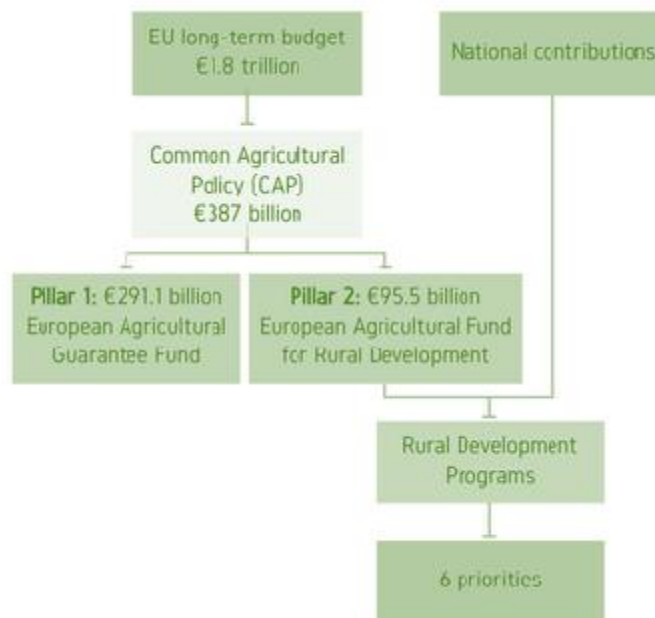 EU long-term budget
€1.8 trillion
National contributions
Common Agricultural
Policy (CAP)
€387 billion
Pillar 1: €291.1 billion
European Agricultural
Guarantee Fund
Pillar 2: €95.5 billion
European Agricultural Fund
for Rural Development
Rural Development
Programs
6 priorities